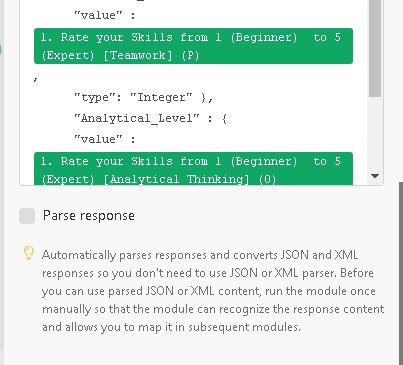 "value" :
1. Rate your Skills from 1 (Beginner)  to 5
(Expert) [Teamwork] (P)
,
"type": "Integer" },
"Analytical_Level" : {
"value" :
1. Rate your Skills from 1 (Beginner)  to 5
(Expert) [Analytical Thinking] (O)
Parse response
Automatically parses responses and converts JSON and XML
responses so you don't need to use JSON or XML parser. Before
you can use parsed JSON or XML content, run the module once
manually so that the module can recognize the response content
and allows you to map it in subsequent modules.